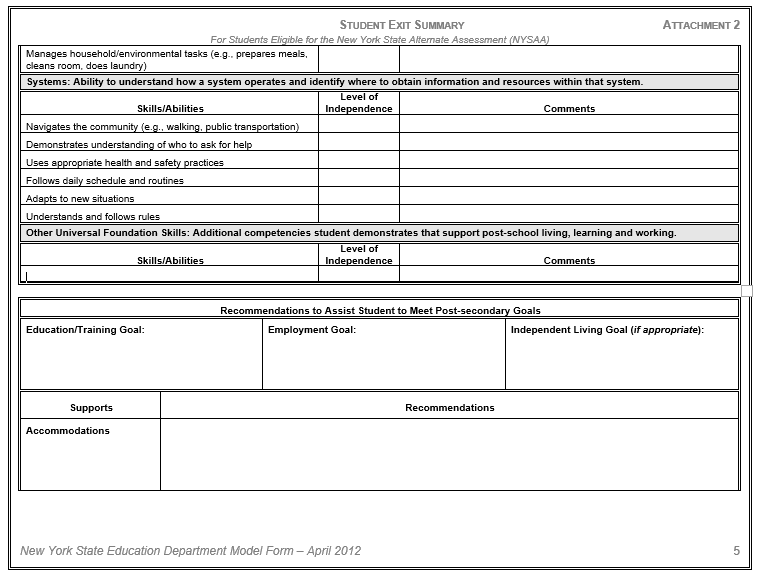 STUDENT EXIT SUMMARY
ATTACHMENT 2
For Students Eligible for the New York State Alternate Assessment (NYSAA)
Manages household/environmental tasks (e.g., prepares meals,
cleans room, does laundry)
Systems: Ability to understand how a system operates and identify where to obtain information and resources within that system.
Skills/Abilities
Level of
Independence
Comments
Navigates the community (e.g., walking, public transportation)
Demonstrates understanding of who to ask for help
Uses appropriate health and safety practices
Follows daily schedule and routines
Adapts to new situations
Understands and follows rules
Other Universal Foundation Skills: Additional competencies student demonstrates that support post-school living, learning and working.
Skills/Abilities
Level of
Independence
Comments
Recommendations to Assist Student to Meet Post-secondary Goals
Education/Training Goal:
Employment Goal:
Independent Living Goal (if appropriate):
Supports
Recommendations
Accommodations
New York State Education Department Model Form – April 2012
5